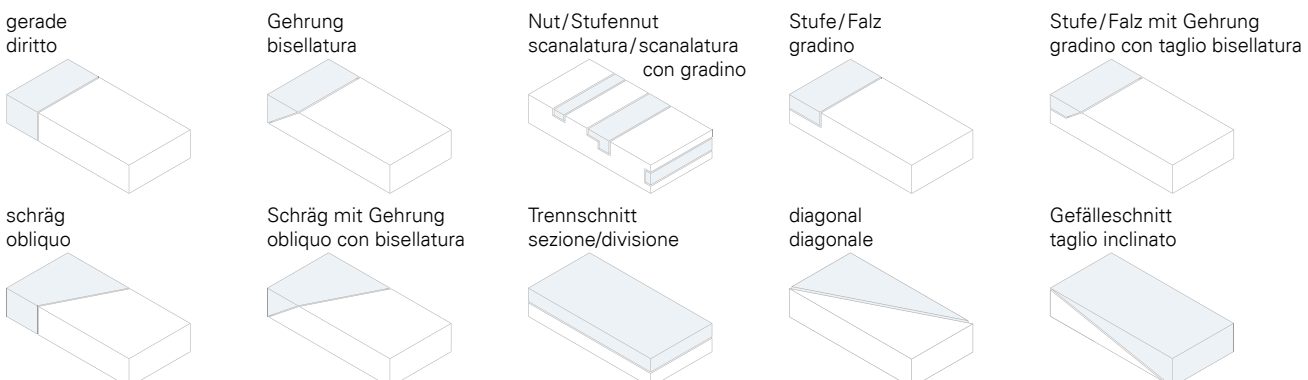 gerade
diritto
Gehrung
bisellatura
Nut/Stufennut
scanalatura/scanalatura
con gradino
Stufe/Falz
gradino
Stufe/Falz mit Gehrung
gradino con taglio bisellatura
schräg
obliquo
Schräg mit Gehrung
obliquo con bisellatura
Trennschnitt
sezione/divisione
diagonal
diagonale
Gefälleschnitt
taglio inclinato